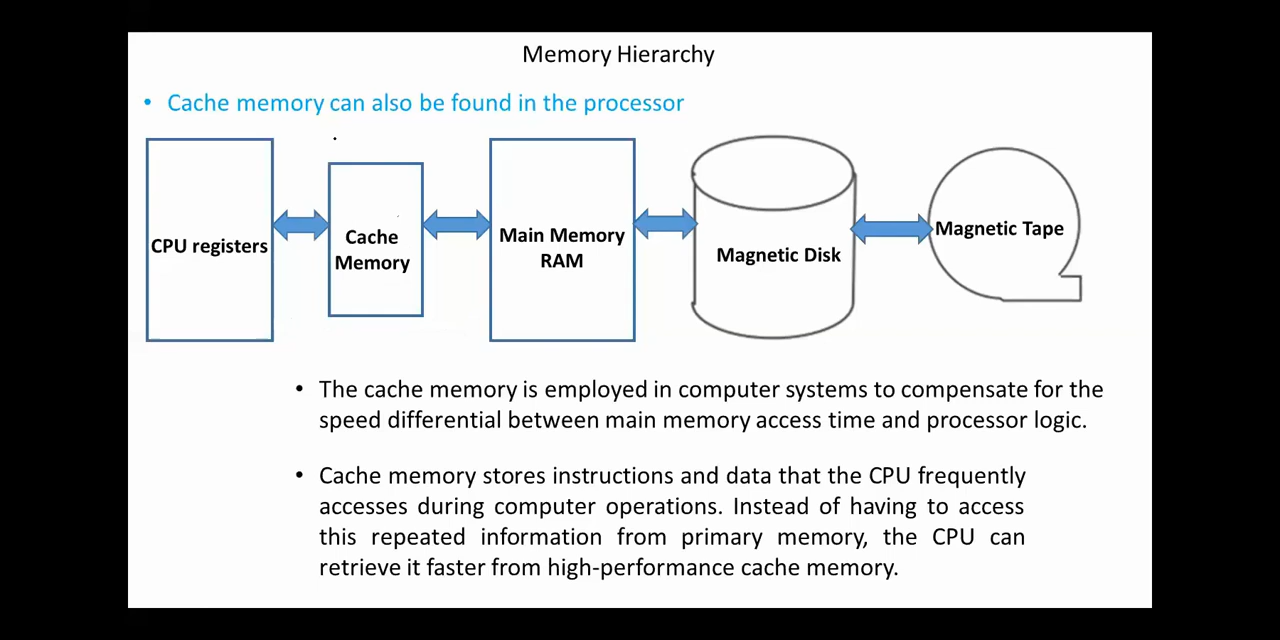 Memory Hierarchy
• Cache memory can also be found in the processor
CPU registers
Cache
Memory
Main Memory
RAM
Magnetic Disk
Magnetic Tape
• The cache memory is employed in computer systems to compensate for the
speed differential between main memory access time and processor logic.
• Cache memory stores instructions and data that the CPU frequently
accesses during computer operations. Instead of having to access
this repeated information from primary memory, the CPU can
retrieve it faster from high-performance cache memory.